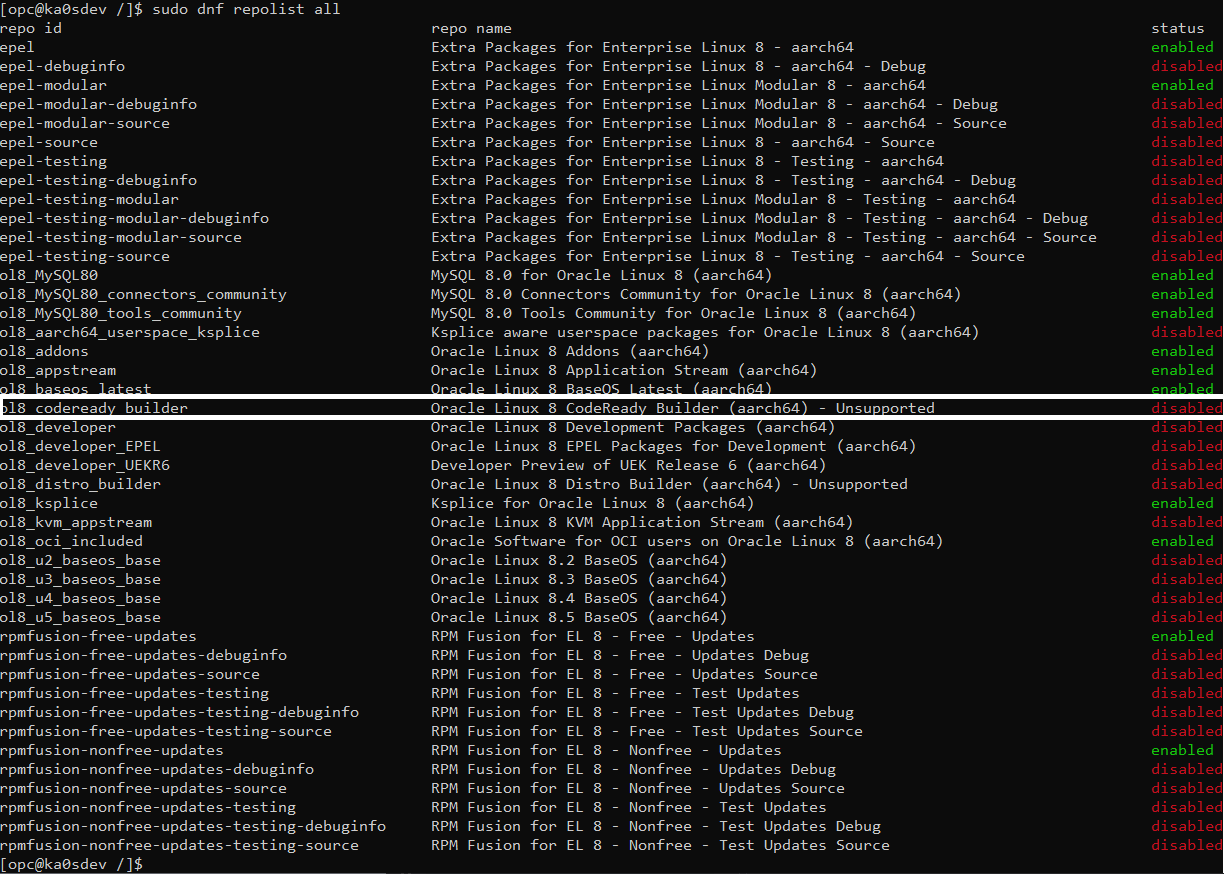 [opc@ka0sdev /]$ sudo dnf repolist all
repo id repo name status
epel Extra Packages for Enterprise Linux 8 - aarch64 enabled
epel-debuginfo Extra Packages for Enterprise Linux 8 - aarch64 - Debug disabled
epel-modular Extra Packages for Enterprise Linux Modular 8 - aarch64 enabled
epel-modular-debuginfo Extra Packages for Enterprise Linux Modular 8 - aarch64 - Debug disabled
epel-modular-source Extra Packages for Enterprise Linux Modular 8 - aarch64 - Source disabled
epel-source Extra Packages for Enterprise Linux 8 - aarch64 - Source disabled
epel-testing Extra Packages for Enterprise Linux 8 - Testing - aarch64 disabled
epel-testing-debuginfo Extra Packages for Enterprise Linux 8 - Testing - aarch64 - Debug disabled
epel-testing-modular Extra Packages for Enterprise Linux Modular 8 - Testing - aarch64 disabled
epel-testing-modular-debuginfo Extra Packages for Enterprise Linux Modular 8 - Testing - aarch64 - Debug disabled
epel-testing-modular-source Extra Packages for Enterprise Linux Modular 8 - Testing - aarch64 - Source disabled
epel-testing-source Extra Packages for Enterprise Linux 8 - Testing - aarch64 - Source disabled
ol8_MySQL80 MySQL 8.0 for Oracle Linux 8 (aarch64) enabled
ol8_MySQL80_connectors_community MySQL 8.0 Connectors Community for Oracle Linux 8 (aarch64) enabled
ol8_MySQL80_tools_community MySQL 8.0 Tools Community for Oracle Linux 8 (aarch64) enabled
ol8_aarch64_userspace_ksplice Ksplice aware userspace packages for Oracle Linux 8 (aarch64) disabled
ol8_addons Oracle Linux 8 Addons (aarch64) enabled
ol8_appstream Oracle Linux 8 Application Stream (aarch64) enabled
ol8_baseos_latest Oracle Linux 8 BaseOS Latest (aarch64) enabled
ol8_codeready_builder Oracle Linux 8 CodeReady Builder (aarch64) - Unsupported disabled
ol8_developer Oracle Linux 8 Development Packages (aarch64) disabled
ol8_developer_EPEL Oracle Linux 8 EPEL Packages for Development (aarch64) disabled
ol8_developer_UEKR6 Developer Preview of UEK Release 6 (aarch64) disabled
ol8_distro_builder Oracle Linux 8 Distro Builder (aarch64) - Unsupported disabled
ol8_ksplice Ksplice for Oracle Linux 8 (aarch64) enabled
ol8_kvm_appstream Oracle Linux 8 KVM Application Stream (aarch64) disabled
ol8_oci_included Oracle Software for OCI users on Oracle Linux 8 (aarch64) enabled
ol8_u2_baseos_base Oracle Linux 8.2 BaseOS (aarch64) disabled
ol8_u3_baseos_base Oracle Linux 8.3 BaseOS (aarch64) disabled
ol8_u4_baseos_base Oracle Linux 8.4 BaseOS (aarch64) disabled
ol8_u5_baseos_base Oracle Linux 8.5 BaseOS (aarch64) disabled
rpmfusion-free-updates RPM Fusion for EL 8 - Free - Updates enabled
rpmfusion-free-updates-debuginfo RPM Fusion for EL 8 - Free - Updates Debug disabled
rpmfusion-free-updates-source RPM Fusion for EL 8 - Free - Updates Source disabled
rpmfusion-free-updates-testing RPM Fusion for EL 8 - Free - Test Updates disabled
rpmfusion-free-updates-testing-debuginfo RPM Fusion for EL 8 - Free - Test Updates Debug disabled
rpmfusion-free-updates-testing-source RPM Fusion for EL 8 - Free - Test Updates Source disabled
rpmfusion-nonfree-updates RPM Fusion for EL 8 - Nonfree - Updates enabled
rpmfusion-nonfree-updates-debuginfo RPM Fusion for EL 8 - Nonfree - Updates Debug disabled
rpmfusion-nonfree-updates-source RPM Fusion for EL 8 - Nonfree - Updates Source disabled
rpmfusion-nonfree-updates-testing RPM Fusion for EL 8 - Nonfree - Test Updates disabled
rpmfusion-nonfree-updates-testing-debuginfo RPM Fusion for EL 8 - Nonfree - Test Updates Debug disabled
rpmfusion-nonfree-updates-testing-source RPM Fusion for EL 8 - Nonfree - Test Updates Source disabled
[opc@ka0sdev /]$